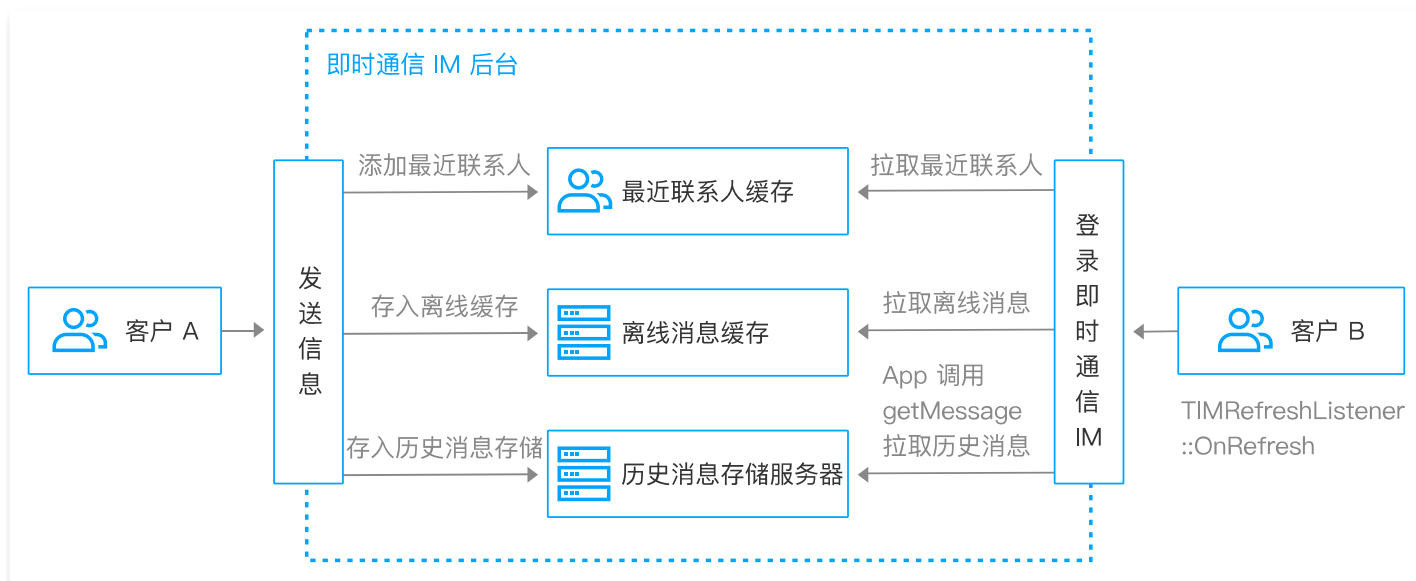 即时通信 IM 后台
添加最近联系人
最近联系人缓存
拉取最近联系人
客户 A
发送信息
存入离线缓存
离线消息缓存
拉取离线消息
登录即时通信IM
客户 B
TIMRefreshListener
::OnRefresh
App 调用
getMessage
拉取历史消息
存入历史消息存储
历史消息存储服务器